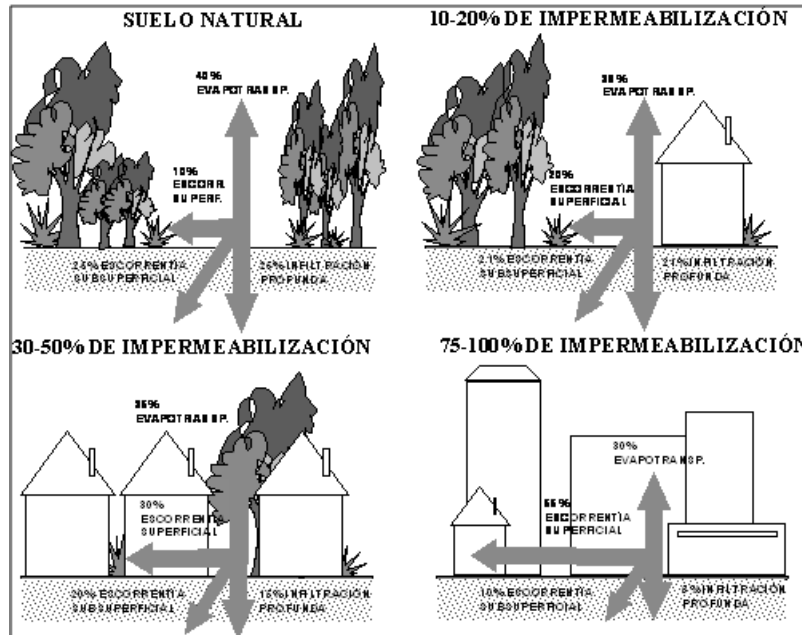 SUELO NATURAL
40%
EVAPOTRANSP.
10%
ESCORR.
SUPERF.
25% ESCORRENTÍA
SUBSUPERFICIAL
25% INFILTRACIÓN
PROFUNDA
10-20% DE IMPERMEABILIZACIÓN
EVAPOTRANSP.
20%
ESCORRENTÍA
SUPERFICIAL
21% ESCORRENTÍA
SUBSUPERFICIAL
21% INFILTRACIÓN
PROFUNDA
30-50% DE IMPERMEABILIZACIÓN
35%
EVAPOTRANSP.
30%
ESCORRENTÍA
SUPERFICIAL
20% ESCORRENTÍA
SUBSUPERFICIAL
15% INFILTRACIÓN
PROFUNDA
75-100% DE IMPERMEABILIZACIÓN
30%
EVAPOTRANSP.
55%
ESCORRENTÍA
SUPERFICIAL
10% ESCORRENTÍA
SUBSUPERFICIAL
5% INFILTRACIÓN
PROFUNDA